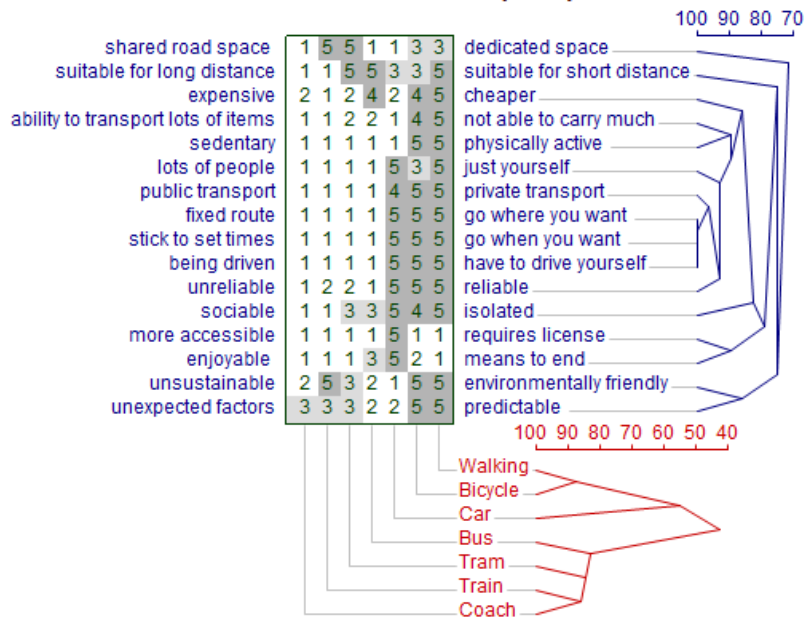 100 90 80 70
shared road space 1 5 5 1 1 3 3 dedicated space
suitable for long distance 1 1 5 5 3 3 5 suitable for short distance
expensive 2 1 2 4 2 4 5 cheaper
ability to transport lots of items 1 1 2 2 1 4 5 not able to carry much
sedentary 1 1 1 1 1 5 5 physically active
lots of people 1 1 1 1 5 3 5 just yourself
public transport 1 1 1 1 4 5 5 private transport
fixed route 1 1 1 1 5 5 5 go where you want
stick to set times 1 1 1 1 5 5 5 go when you want
being driven 1 1 1 1 5 5 5 have to drive yourself
unreliable 1 2 2 1 5 5 5 reliable
sociable 1 1 3 3 5 4 5 isolated
more accessible 1 1 1 1 5 1 1 requires license
enjoyable 1 1 1 3 5 2 1 means to end
unsustainable 2 5 3 2 1 5 5 environmentally friendly
unexpected factors 3 3 3 2 2 5 5 predictable
100 90 80 70 60 50 40
Walking
Bicycle
Car
Bus
Tram
Train
Coach